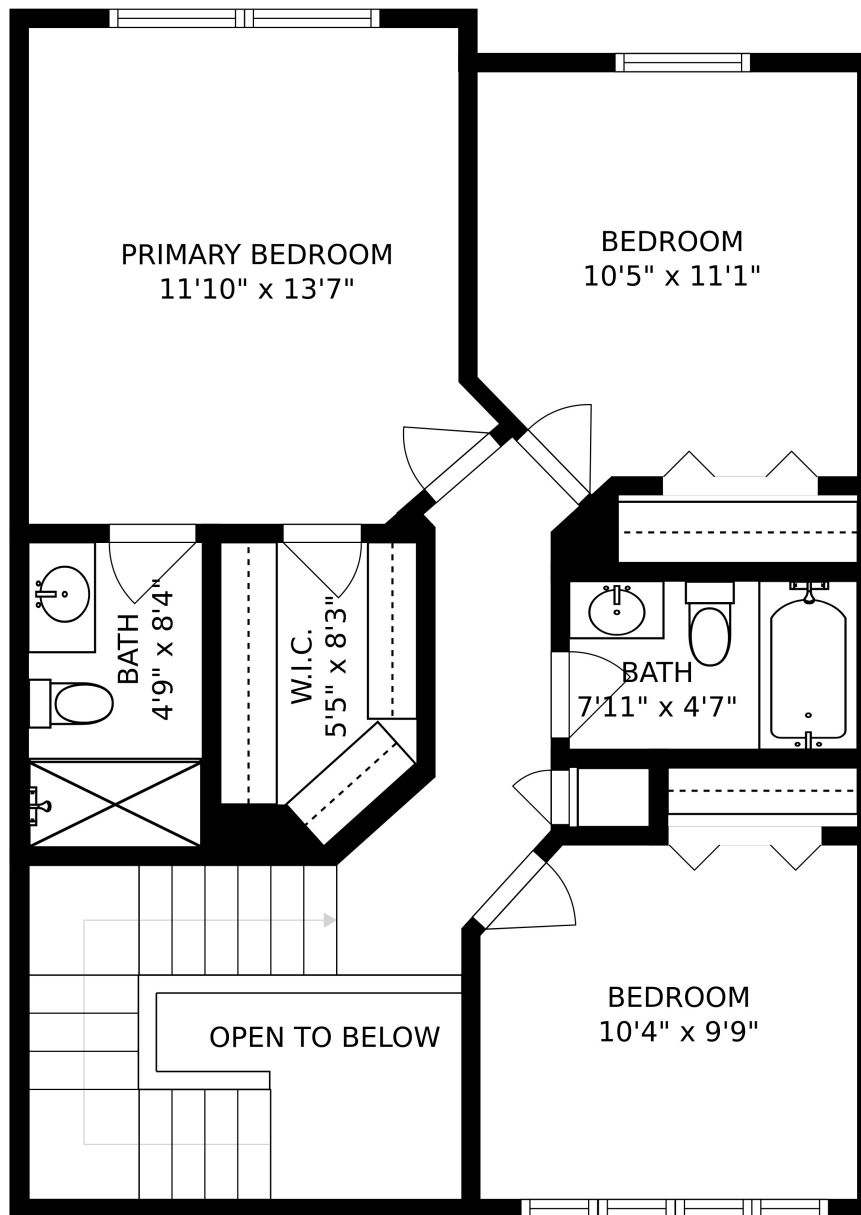 PRIMARY BEDROOM
11'10" x 13'7"
BEDROOM
10'5" x 11'1"
BATH
4'9" x 8'4"
W.I.C.
5'5" x 8'3"
BATH
7'11" x 4'7"
BEDROOM
10'4" x 9'9"
OPEN TO BELOW